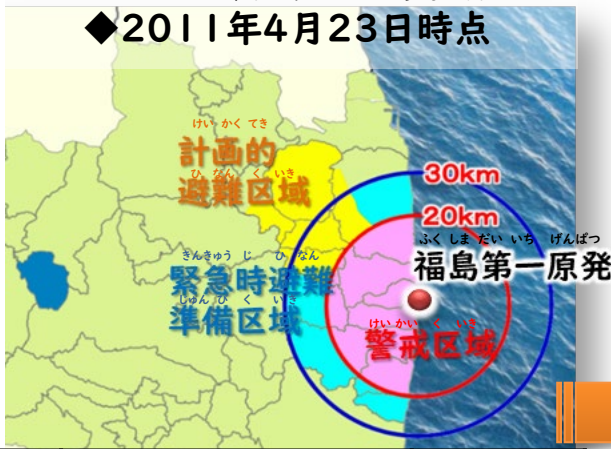 ◆2011年4月23日時点
けいかくてき
計画的
ひなんくいき
避難区域
30km
20km
ふくしまだいいちげんぱつ
福島第一原発
きんきゅうじひなん
緊急時避難
じゅんびくいき
準備区域
けいかいくいき
警戒区域